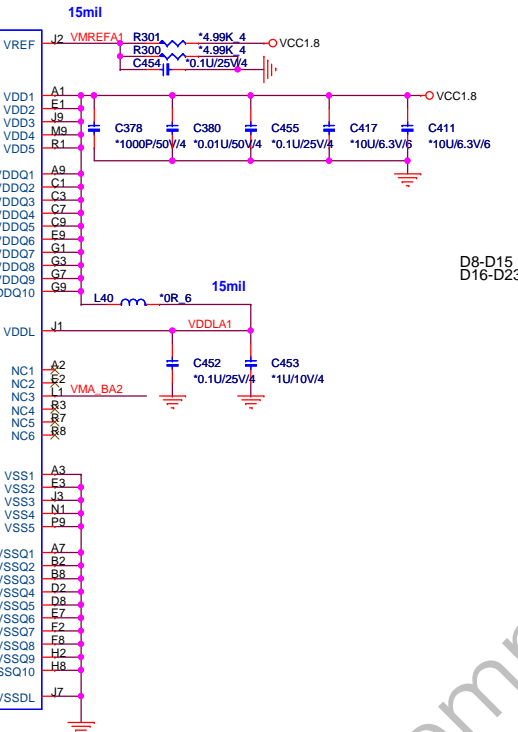 15mil
VREF J2 VMREFA1 R301 *4.99K_4 VCC1.8
R300 *4.99K_4
C454 *0.1U/25V/4
VDD1 A1 VCC1.8
VDD2 E1
VDD3 J9
VDD4 M9
VDD5 R1
C378 C380 C455 C417 C411
*1000P/50V/4 *0.01U/50V/4 *0.1U/25V/4 *10U/6.3V/6 *10U/6.3V/6
VDDQ1 A9
VDDQ2 C1
VDDQ3 C3
VDDQ4 C7
VDDQ5 C9
VDDQ6 E9
VDDQ7 G1
VDDQ8 G3
VDDQ9 G7
DDQ10 G9
D8-D15
D16-D23
L40 *0R_6 15mil
VDDL J1 VDDLA1
C452 C453
*0.1U/25V/4 *1U/10V/4
NC1 A2
NC2 E2
NC3 L1 VMA_BA2
NC4 R3
NC5 R7
NC6 R8
VSS1 A3
VSS2 E3
VSS3 J3
VSS4 N1
VSS5 P9
VSSQ1 A7
VSSQ2 B2
VSSQ3 B8
VSSQ4 D2
VSSQ5 D8
VSSQ6 E7
VSSQ7 F2
VSSQ8 F8
VSSQ9 H2
SSQ10 H8
VSSDL J7